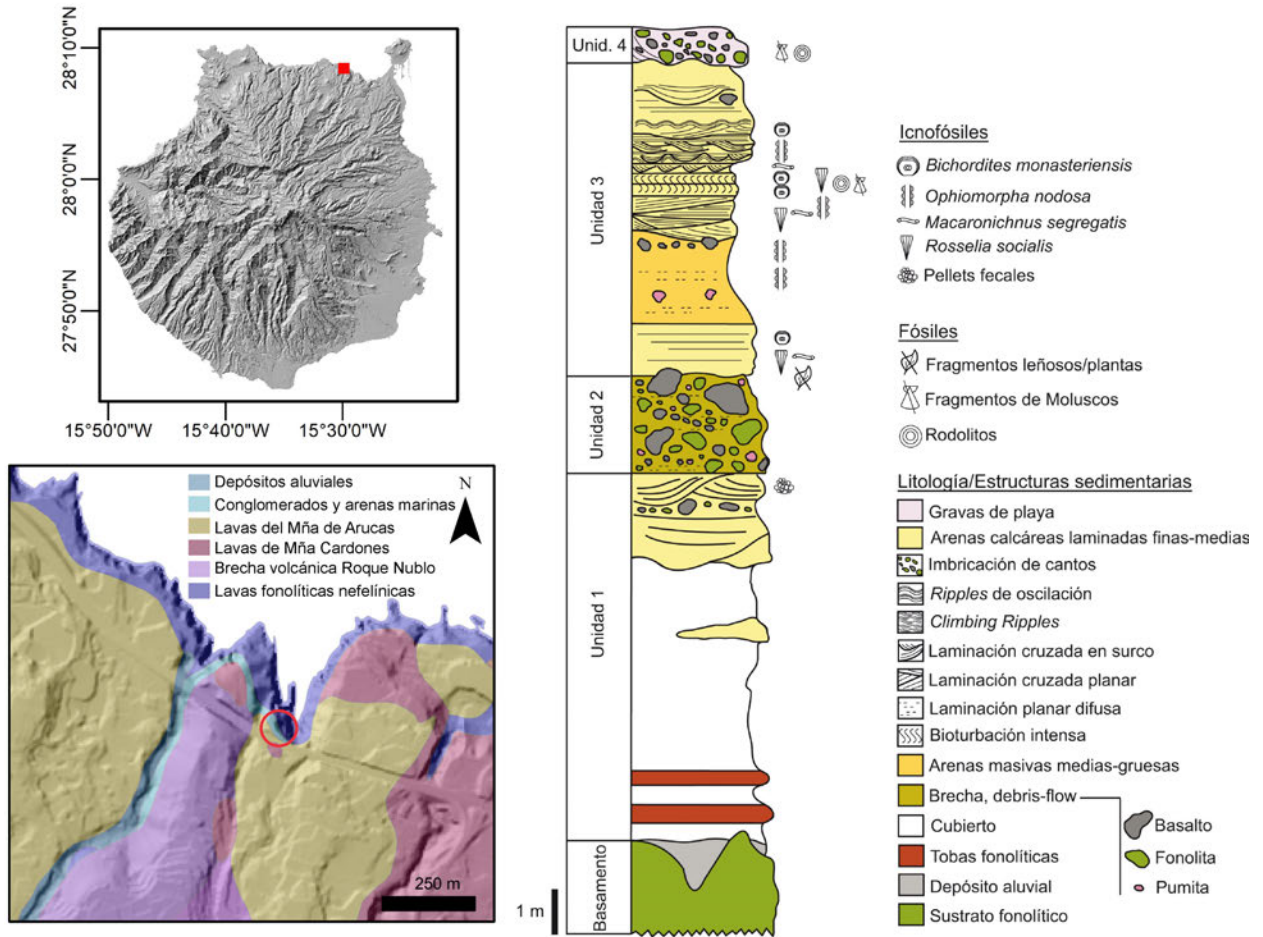 28°10'0"N
28°0'0"N
27°50'0"N
15°50'0"W
15°40'0"W
15°30'0"W
Depósitos aluviales
Conglomerados y arenas marinas
Lavas del Mña de Arucas
Lavas de Mña Cardones
Brecha volcánica Roque Nublo
Lavas fonolíticas nefelínicas
N
250 m
Unid. 4
Unidad 3
Unidad 2
Unidad 1
Basamento
1 m
Icnofósiles
Bichordites monasteriensis
Ophiomorpha nodosa
Macaronichnus segregatis
Rosselia socialis
Pellets fecales
Fósiles
Fragmentos leñosos/plantas
Fragmentos de Moluscos
Rodolitos
Litología/Estructuras sedimentarias
Gravas de playa
Arenas calcáreas laminadas finas-medias
Imbricación de cantos
Ripples de oscilación
Climbing Ripples
Laminación cruzada en surco
Laminación cruzada planar
Laminación planar difusa
Bioturbación intensa
Arenas masivas medias-gruesas
Brecha, debris-flow
Cubierto
Tobas fonolíticas
Depósito aluvial
Sustrato fonolítico
Basalto
Fonolita
Pumita